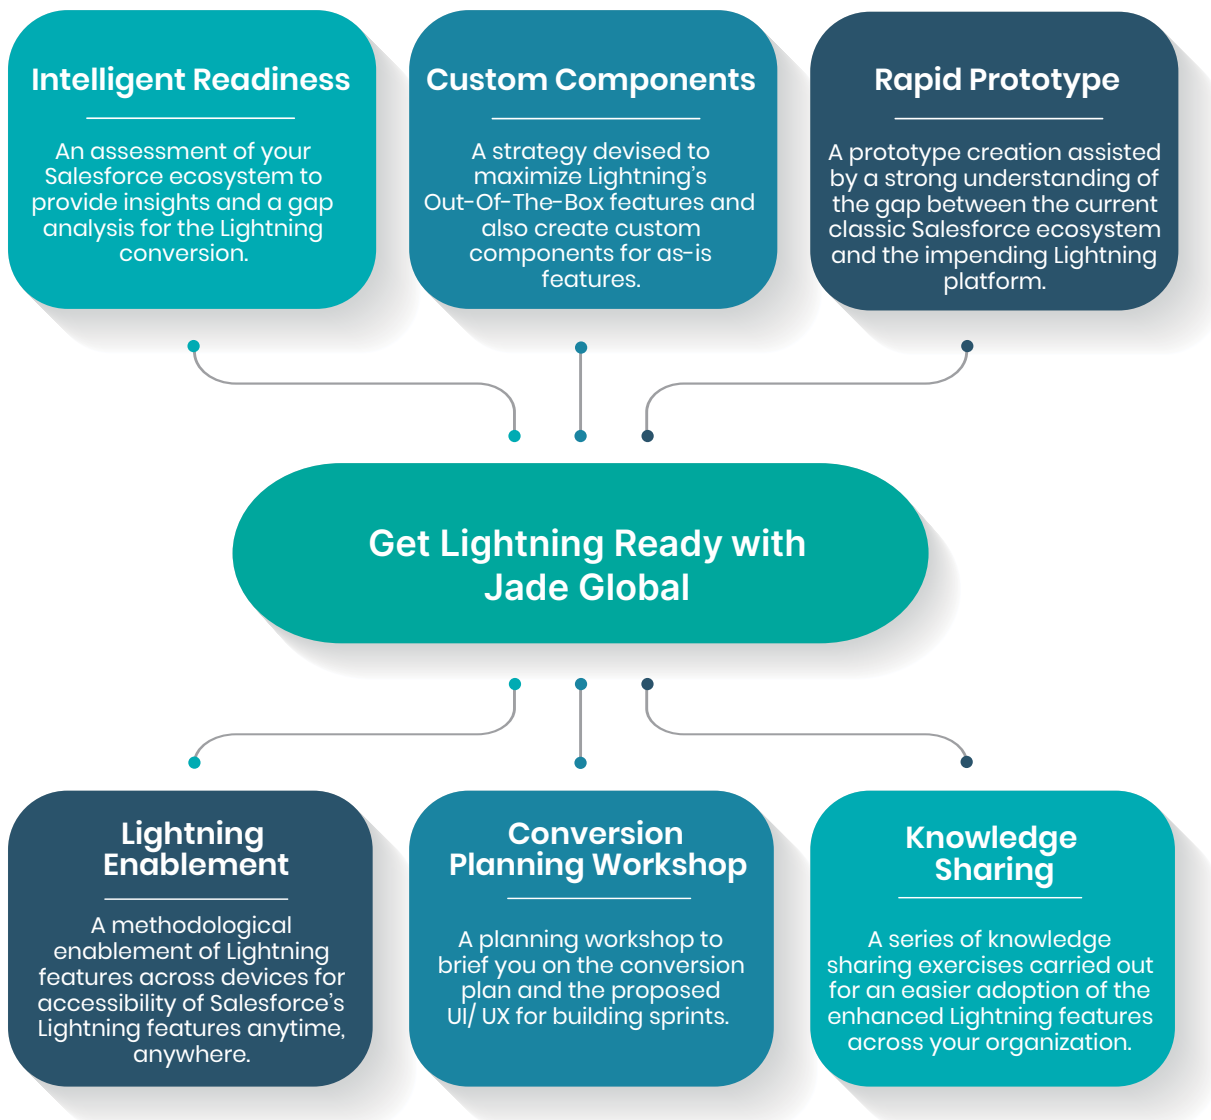 Intelligent Readiness
An assessment of your
Salesforce ecosystem to
provide insights and a gap
analysis for the Lightning
conversion.
Custom Components
A strategy devised to
maximize Lightning's
Out-Of-The-Box features and
also create custom
components for as-is
features.
Rapid Prototype
A prototype creation assisted
by a strong understanding of
the gap between the current
classic Salesforce ecosystem
and the impending Lightning
platform.
Get Lightning Ready with
Jade Global
Lightning
Enablement
A methodological
enablement of Lightning
features across devices for
accessibility of Salesforce's
Lightning features anytime,
anywhere.
Conversion
Planning Workshop
A planning workshop to
brief you on the conversion
plan and the proposed
UI/ UX for building sprints.
Knowledge
Sharing
A series of knowledge
sharing exercises carried out
for an easier adoption of the
enhanced Lightning features
across your organization.